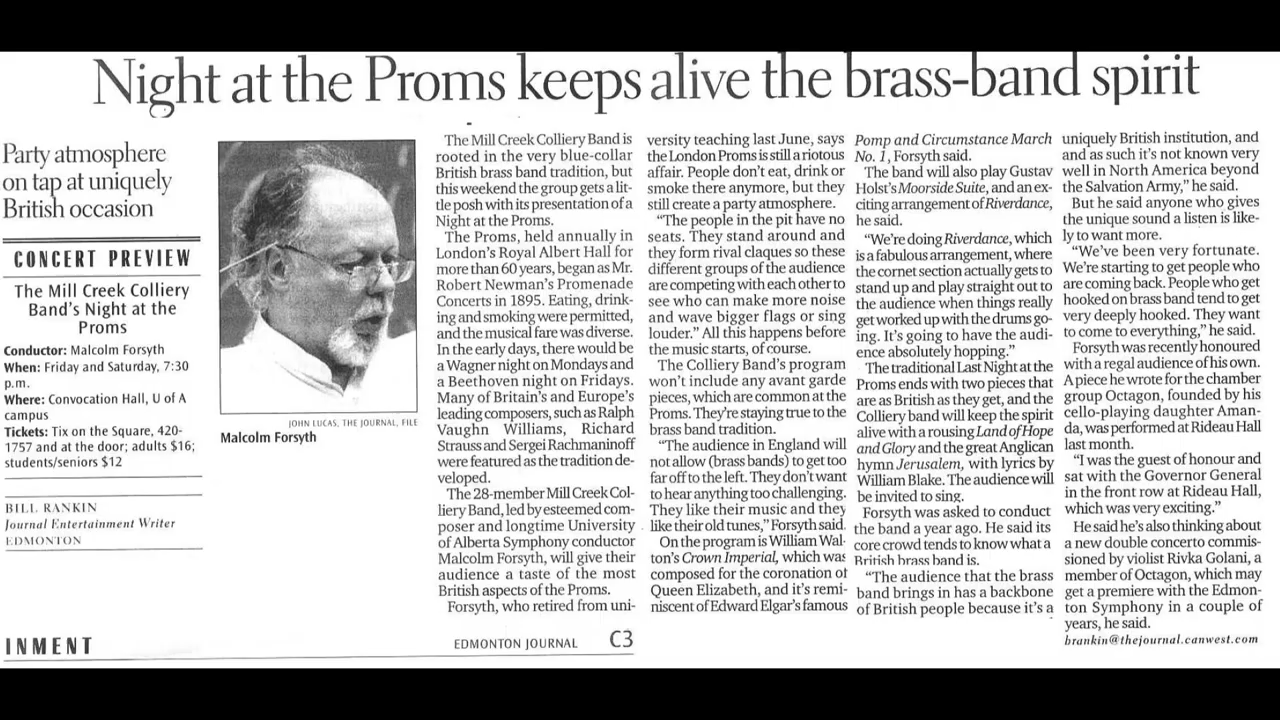 Night at the Proms keeps alive the brass-band spirit
Party atmosphere
on tap at uniquely
British occasion
CONCERT PREVIEW
The Mill Creek Colliery
Band's Night at the
Proms
Conductor: Malcolm Forsyth
When: Friday and Saturday, 7:30
p.m.
Where: Convocation Hall, U of A
campus
Tickets: Tix on the Square, 420-
1757 and at the door; adults $16;
students/seniors $12
BILL RANKIN
Journal Entertainment Writer
EDMONTON
JOHN LUCAS, THE JOURNAL, FILE
Malcolm Forsyth
The Mill Creek Colliery Band is
rooted in the very blue-collar
British brass band tradition, but
this weekend the group gets a lit-
tle posh with its presentation of a
Night at the Proms.
The Proms, held annually in
London's Royal Albert Hall for
more than 60 years, began as Mr.
Robert Newman's Promenade
Concerts in 1895. Eating, drink-
ing and smoking were permitted,
and the musical fare was diverse.
In the early days, there would be
a Wagner night on Mondays and
a Beethoven night on Fridays.
Many of Britain's and Europe's
leading composers, such as Ralph
Vaughn Williams, Richard
Strauss and Sergei Rachmaninoff
were featured as the tradition de-
veloped.
The 28-member Mill Creek Col-
liery Band, led by esteemed com-
poser and longtime University
of Alberta Symphony conductor
Malcolm Forsyth, will give their
audience a taste of the most
British aspects of the Proms.
Forsyth, who retired from uni-
versity teaching last June, says
the London Proms is still a riotous
affair. People don't eat, drink or
smoke there anymore, but they
still create a party atmosphere.
"The people in the pit have no
seats. They stand around and
they form rival claques so these
different groups of the audience
are competing with each other to
see who can make more noise
and wave bigger flags or sing
louder." All this happens before
the music starts, of course.
The Colliery Band's program
won't include any avant garde
pieces, which are common at the
Proms. They're staying true to the
brass band tradition.
"The audience in England will
not allow (brass bands) to get too
far off to the left. They don't want
to hear anything too challenging.
They like their music and they
like their old tunes," Forsyth said.
On the program is William Wal-
ton's Crown Imperial, which was
composed for the coronation of
Queen Elizabeth, and it's remi-
niscent of Edward Elgar's famous
Pomp and Circumstance March
No. 1, Forsyth said.
The band will also play Gustav
Holst's Moorside Suite, and an ex-
citing arrangement of Riverdance,
he said.
"We're doing Riverdance, which
is a fabulous arrangement, where
the cornet section actually gets to
stand up and play straight out to
the audience when things really
get worked up with the drums go-
ing. It's going to have the audi-
ence absolutely hopping."
The traditional Last Night at the
Proms ends with two pieces that
are as British as they get, and the
Colliery band will keep the spirit
alive with a rousing Land of Hope
and Glory and the great Anglican
hymn Jerusalem, with lyrics by
William Blake. The audience will
be invited to sing.
Forsyth was asked to conduct
the band a year ago. He said its
core crowd tends to know what a
British brass band is.
"The audience that the brass
band brings in has a backbone
of British people because it's a
uniquely British institution, and
and as such it's not known very
well in North America beyond
the Salvation Army," he said.
But he said anyone who gives
the unique sound a listen is like-
ly to want more.
"We've been very fortunate.
We're starting to get people who
are coming back. People who get
hooked on brass band tend to get
very deeply hooked. They want
to come to everything," he said.
Forsyth was recently honoured
with a regal audience of his own.
A piece he wrote for the chamber
group Octagon, founded by his
cello-playing daughter Aman-
da, was performed at Rideau Hall
last month.
"I was the guest of honour and
sat with the Governor General
in the front row at Rideau Hall,
which was very exciting."
He said he's also thinking about
a new double concerto commis-
sioned by violist Rivka Golani, a
member of Octagon, which may
get a premiere with the Edmon-
ton Symphony in a couple of
years, he said.
brankin@thejournal.canwest.com
INMENT
EDMONTON JOURNAL C3